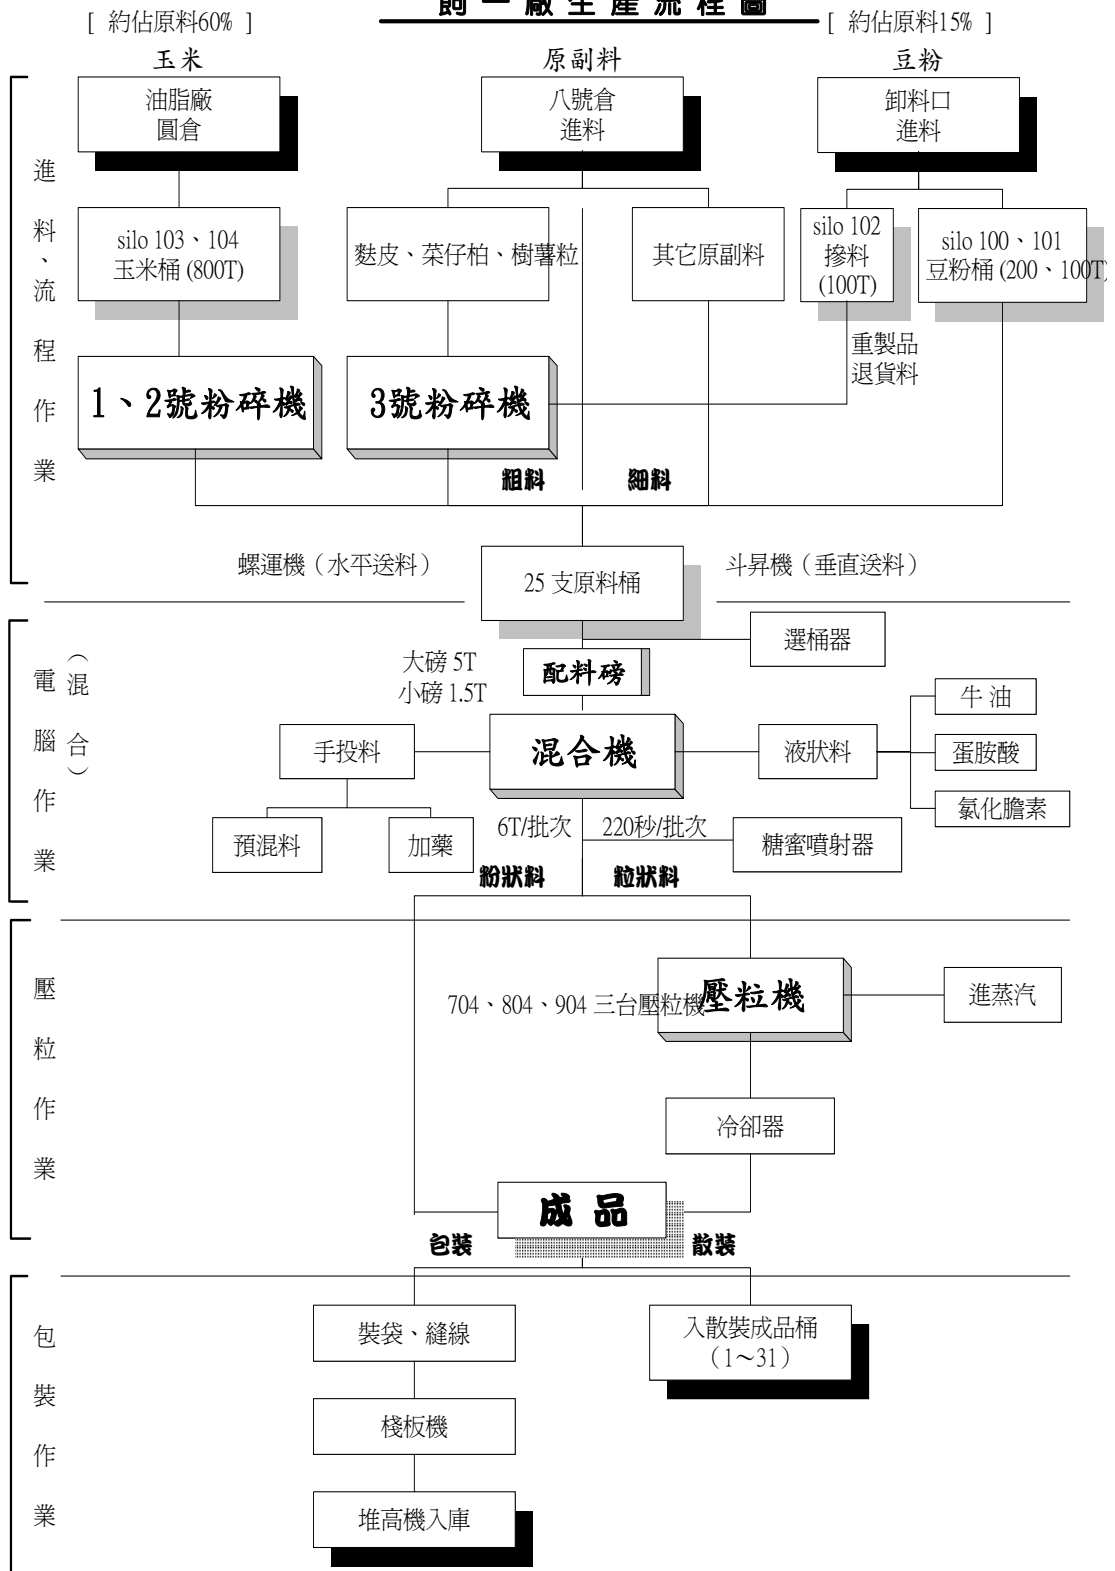 飼一廠生產流程圖
[ 約佔原料60% ]
[ 約佔原料15% ]
玉米
原副料
豆粉
油脂廠
圓倉
八號倉
進料
卸料口
進料
進料、流程作業
silo 103、104
玉米桶 (800T)
麩皮、菜仔柏、樹薯粒
其它原副料
silo 102
摻料
(100T)
silo 100、101
豆粉桶 (200、100T)
重製品
退貨料
1、2號粉碎機
3號粉碎機
粗料
細料
螺運機（水平送料）
25 支原料桶
斗昇機（垂直送料）
電腦作業
（混合）
選桶器
大磅 5T
小磅 1.5T
配料磅
手投料
混合機
液狀料
牛油
蛋胺酸
氯化膽素
預混料
加藥
6T/批次
220秒/批次
糖蜜噴射器
粉狀料
粒狀料
壓粒作業
704、804、904 三台壓粒機
壓粒機
進蒸汽
冷卻器
成品
包裝
散裝
包裝作業
裝袋、縫線
入散裝成品桶
（1～31）
棧板機
堆高機入庫